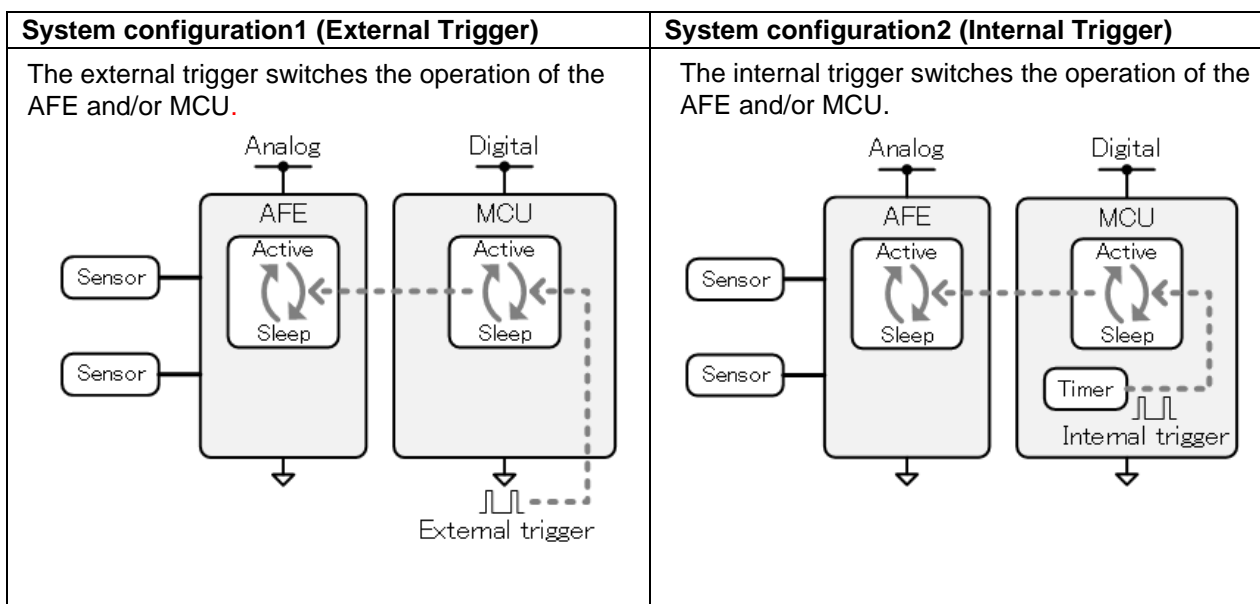 System configuration1 (External Trigger)
The external trigger switches the operation of the
AFE and/or MCU.
Analog
Digital
AFE
MCU
Active
Active
Sensor
Sleep
Sleep
Sensor
External trigger
System configuration2 (Internal Trigger)
The internal trigger switches the operation of the
AFE and/or MCU.
Analog
Digital
AFE
MCU
Active
Active
Sensor
Sleep
Sleep
Sensor
Timer
Internal trigger